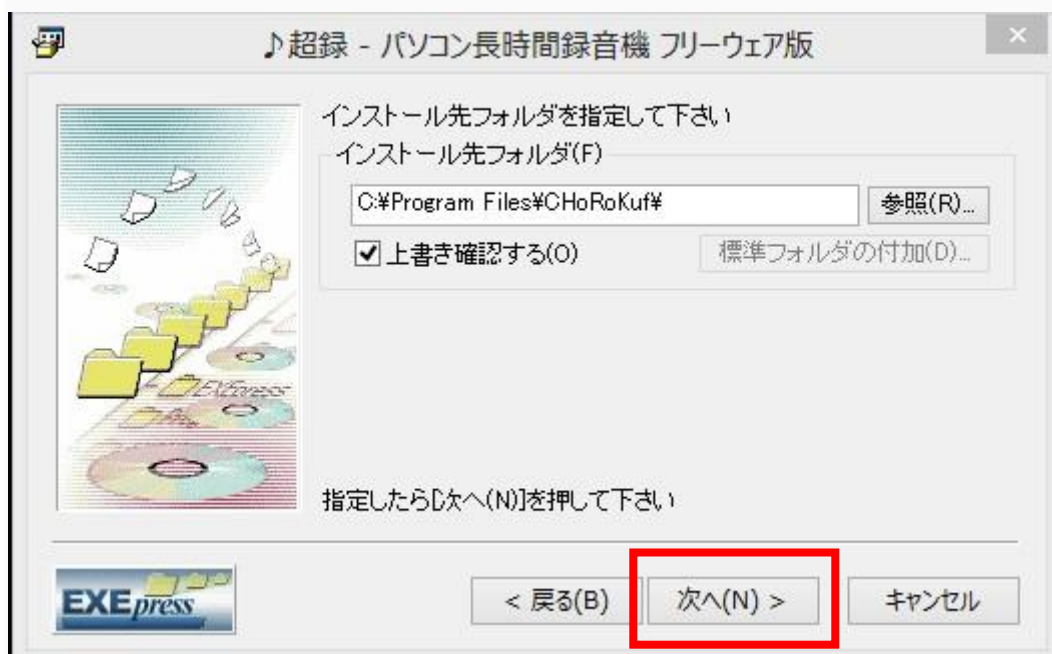 ♪超録 - パソコン長時間録音機 フリーウェア版
インストール先フォルダを指定して下さい
インストール先フォルダ(F)
C:¥Program Files¥CHoRoKuf¥
参照(R)...
上書き確認する(O)
標準フォルダの付加(D)...
EXEpress
指定したら[次へ(N)]を押して下さい
EXEpress
< 戻る(B)
次へ(N) >
キャンセル